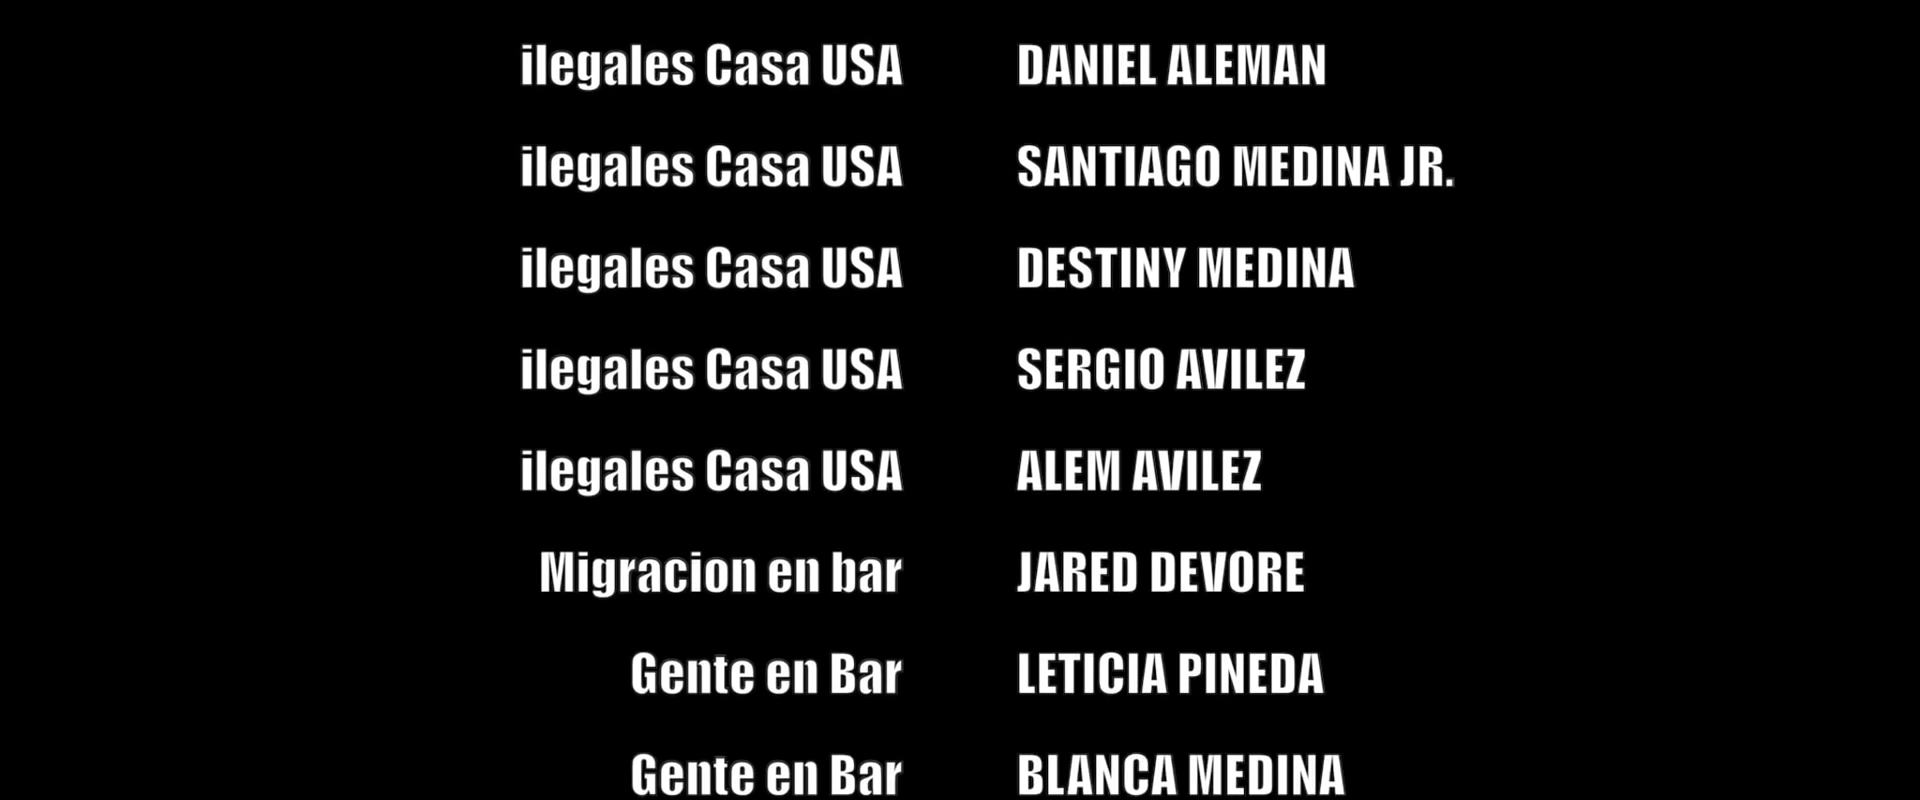 ilegales Casa USA DANIEL ALEMAN
ilegales Casa USA SANTIAGO MEDINA JR.
ilegales Casa USA DESTINY MEDINA
ilegales Casa USA SERGIO AVILEZ
ilegales Casa USA ALEM AVILEZ
Migracion en bar JARED DEVORE
Gente en Bar LETICIA PINEDA
Gente en Bar BLANCA MEDINA